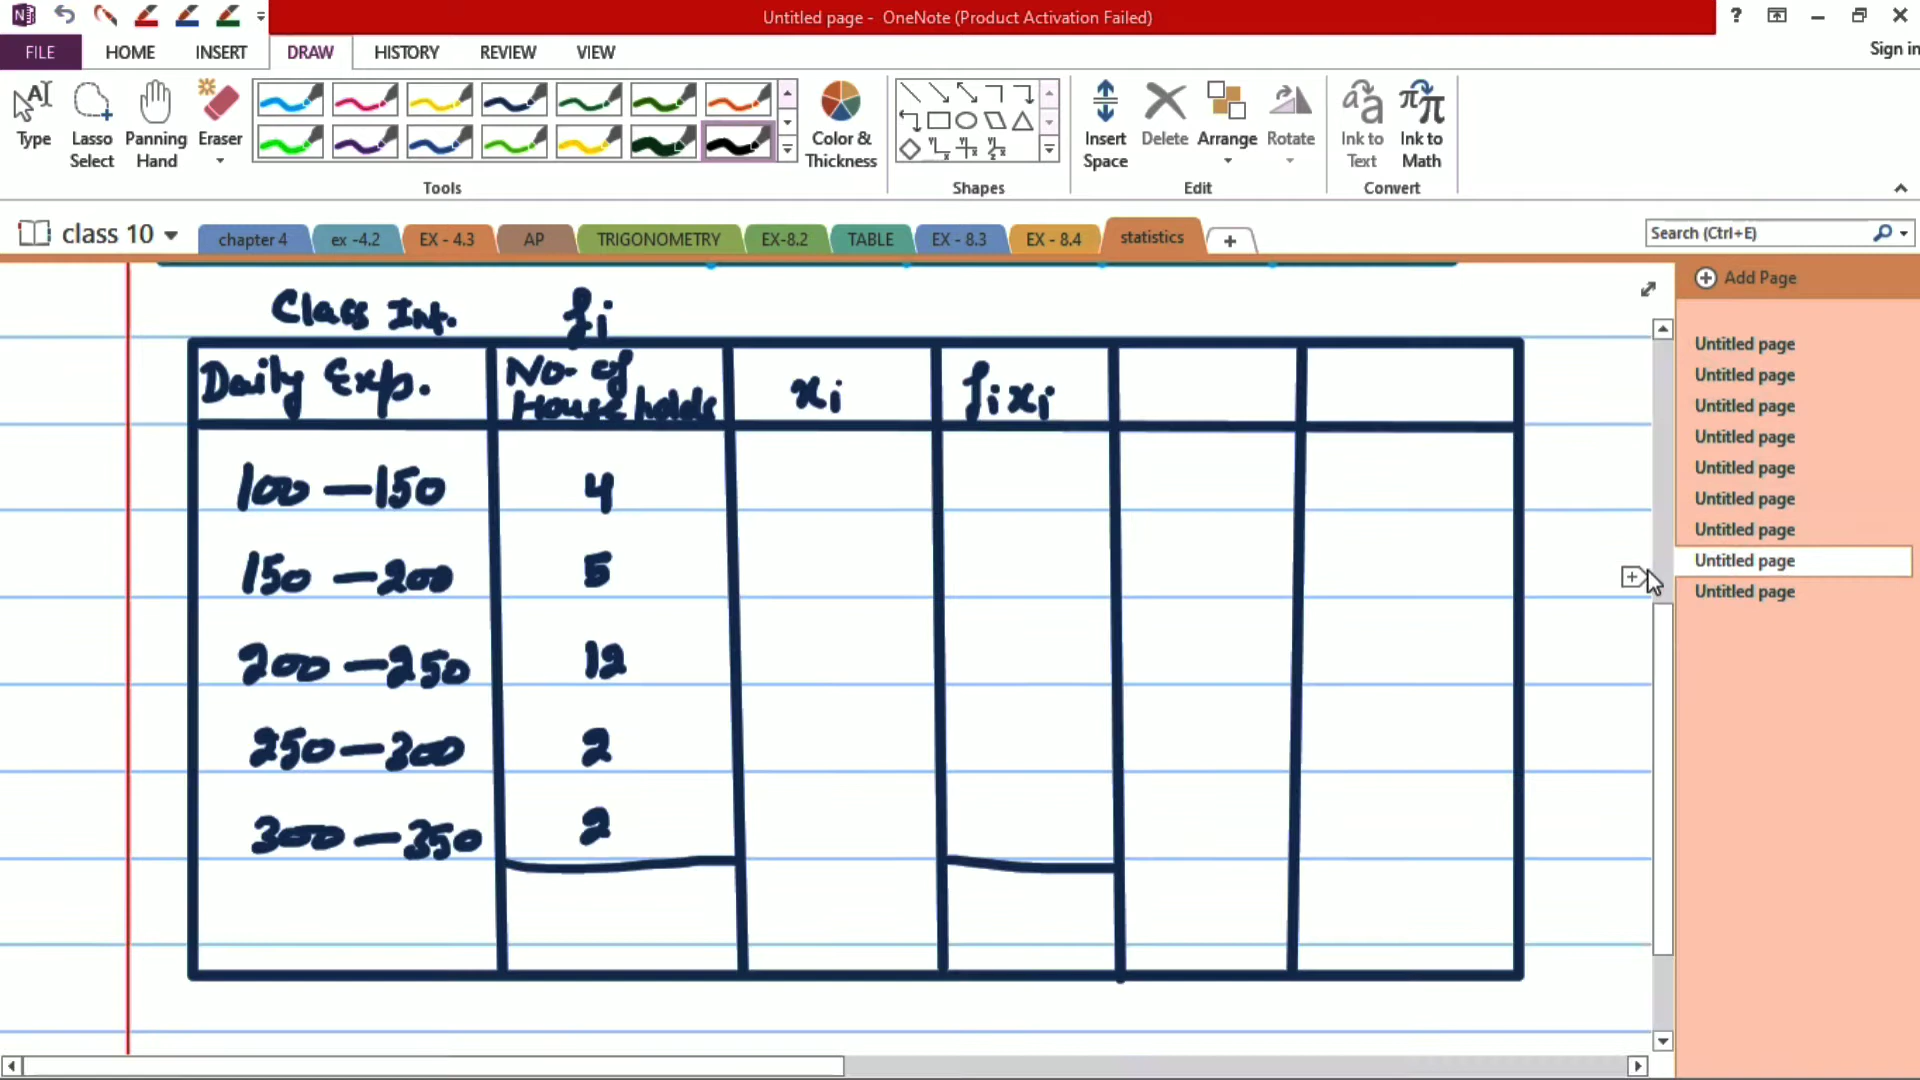 Untitled page - OneNote (Product Activation Failed)
FILE HOME INSERT DRAW HISTORY REVIEW VIEW
Sign in
Type
Lasso Select
Panning Hand
Eraser
Color & Thickness
Insert Space
Delete
Arrange
Rotate
Ink to Text
Ink to Math
Tools
Shapes
Edit
Convert
class 10
chapter 4
ex -4.2
EX - 4.3
AP
TRIGONOMETRY
EX-8.2
TABLE
EX - 8.3
EX - 8.4
statistics
Search (Ctrl+E)
Add Page
Untitled page
Untitled page
Untitled page
Untitled page
Untitled page
Untitled page
Untitled page
Untitled page
Untitled page
Class Int. fi
Daily Exp. No. of Households xi fixi
100 – 150 4
150 – 200 5
200 – 250 12
250 – 300 2
300 – 350 2